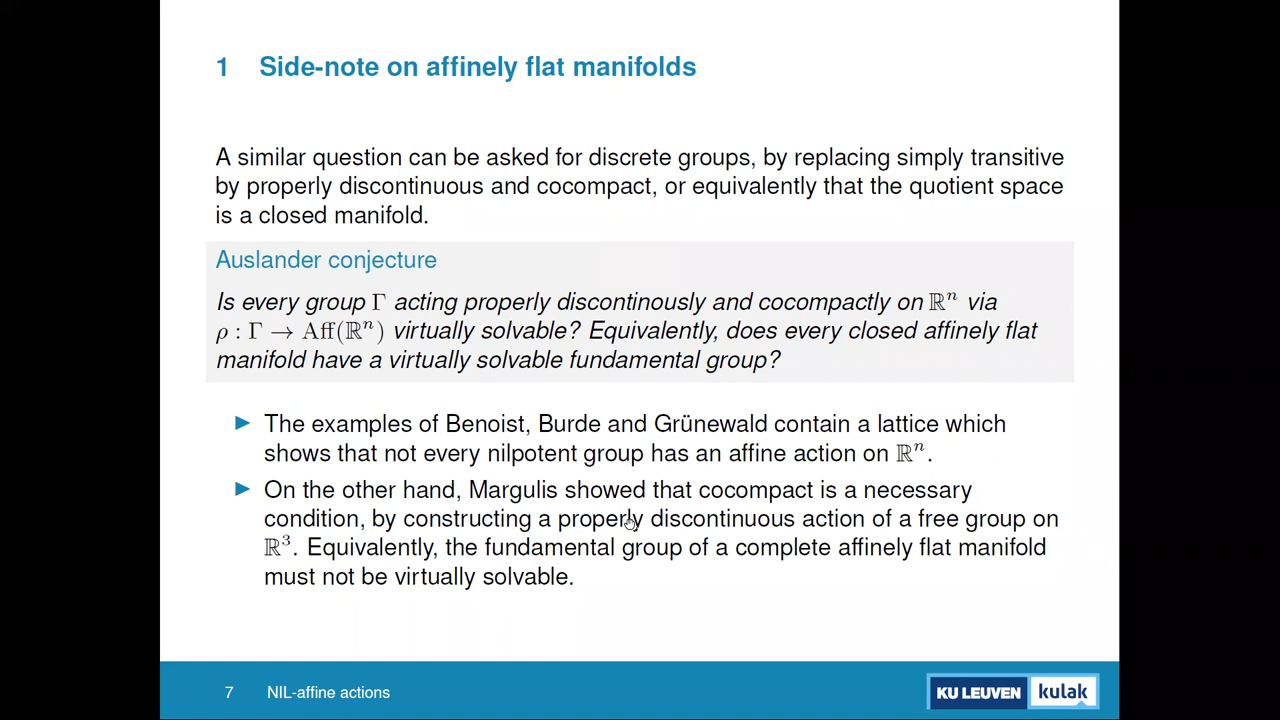 1 Side-note on affinely flat manifolds
A similar question can be asked for discrete groups, by replacing simply transitive
by properly discontinuous and cocompact, or equivalently that the quotient space
is a closed manifold.
Auslander conjecture
Is every group Γ acting properly discontinously and cocompactly on ℝⁿ via
ρ : Γ → Aff(ℝⁿ) virtually solvable? Equivalently, does every closed affinely flat
manifold have a virtually solvable fundamental group?
▶ The examples of Benoist, Burde and Grünewald contain a lattice which
shows that not every nilpotent group has an affine action on ℝⁿ.
▶ On the other hand, Margulis showed that cocompact is a necessary
condition, by constructing a properly discontinuous action of a free group on
ℝ³. Equivalently, the fundamental group of a complete affinely flat manifold
must not be virtually solvable.
7 NIL-affine actions
KU LEUVEN kulak